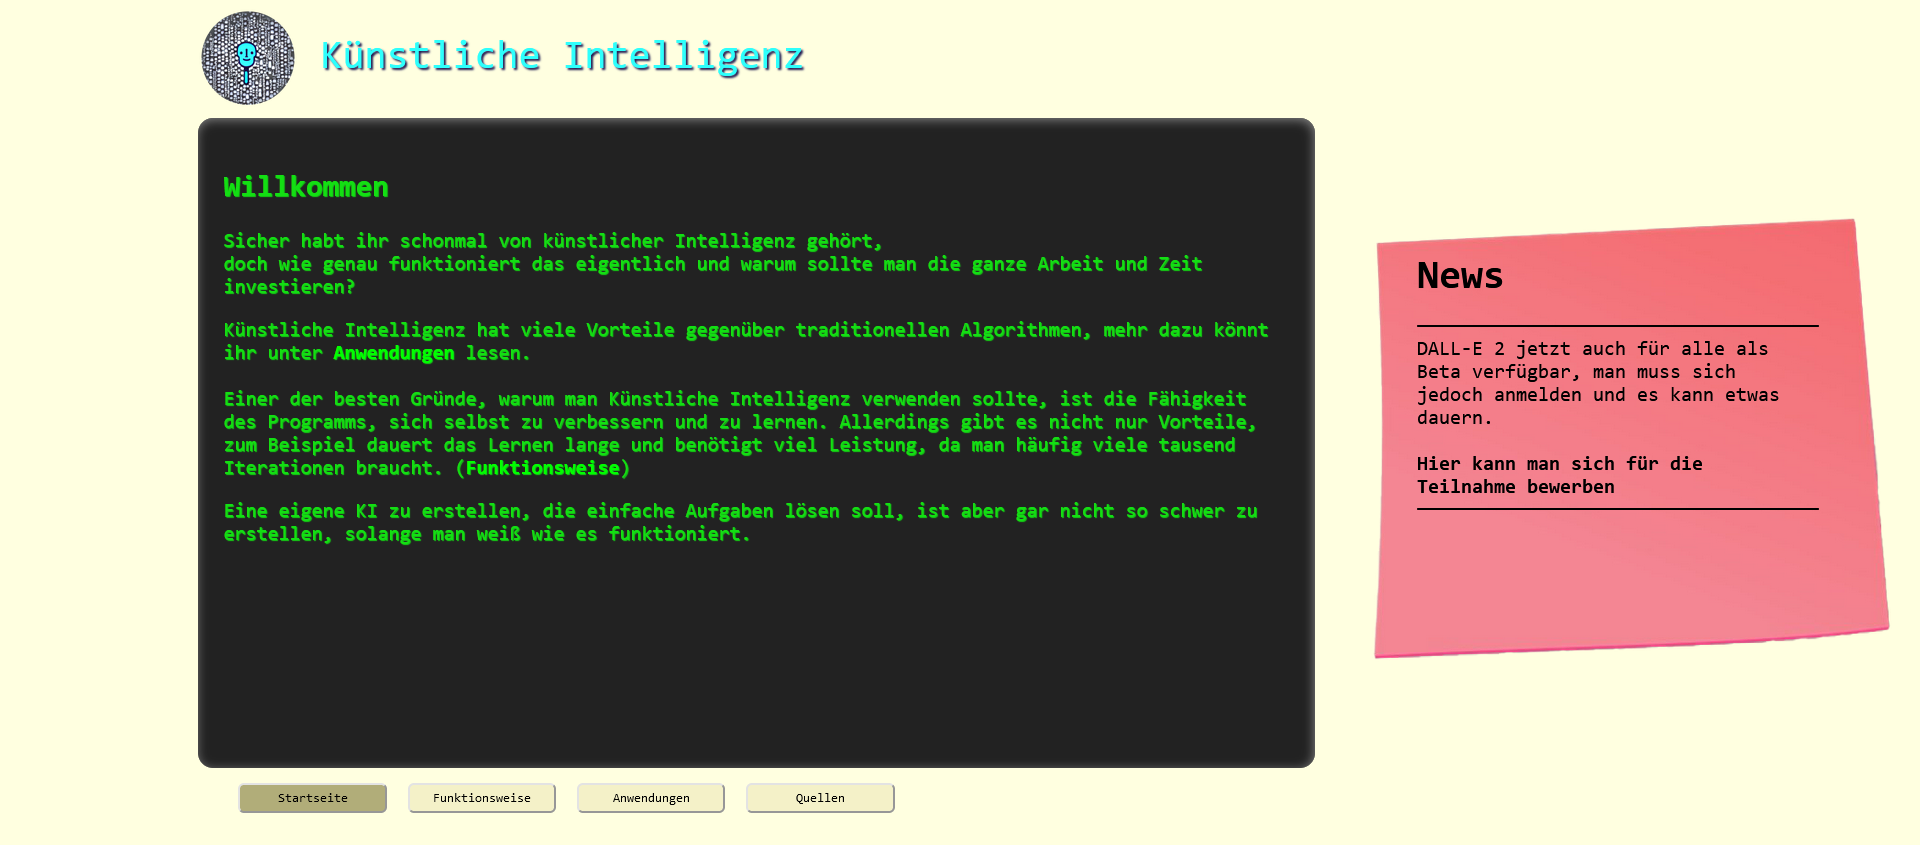 Künstliche Intelligenz
Willkommen
Sicher habt ihr schonmal von künstlicher Intelligenz gehört,
doch wie genau funktioniert das eigentlich und warum sollte man die ganze Arbeit und Zeit
investieren?
Künstliche Intelligenz hat viele Vorteile gegenüber traditionellen Algorithmen, mehr dazu könnt
ihr unter Anwendungen lesen.
Einer der besten Gründe, warum man Künstliche Intelligenz verwenden sollte, ist die Fähigkeit
des Programms, sich selbst zu verbessern und zu lernen. Allerdings gibt es nicht nur Vorteile,
zum Beispiel dauert das Lernen lange und benötigt viel Leistung, da man häufig viele tausend
Iterationen braucht. (Funktionsweise)
Eine eigene KI zu erstellen, die einfache Aufgaben lösen soll, ist aber gar nicht so schwer zu
erstellen, solange man weiß wie es funktioniert.
News
DALL-E 2 jetzt auch für alle als
Beta verfügbar, man muss sich
jedoch anmelden und es kann etwas
dauern.
Hier kann man sich für die
Teilnahme bewerben
Startseite
Funktionsweise
Anwendungen
Quellen